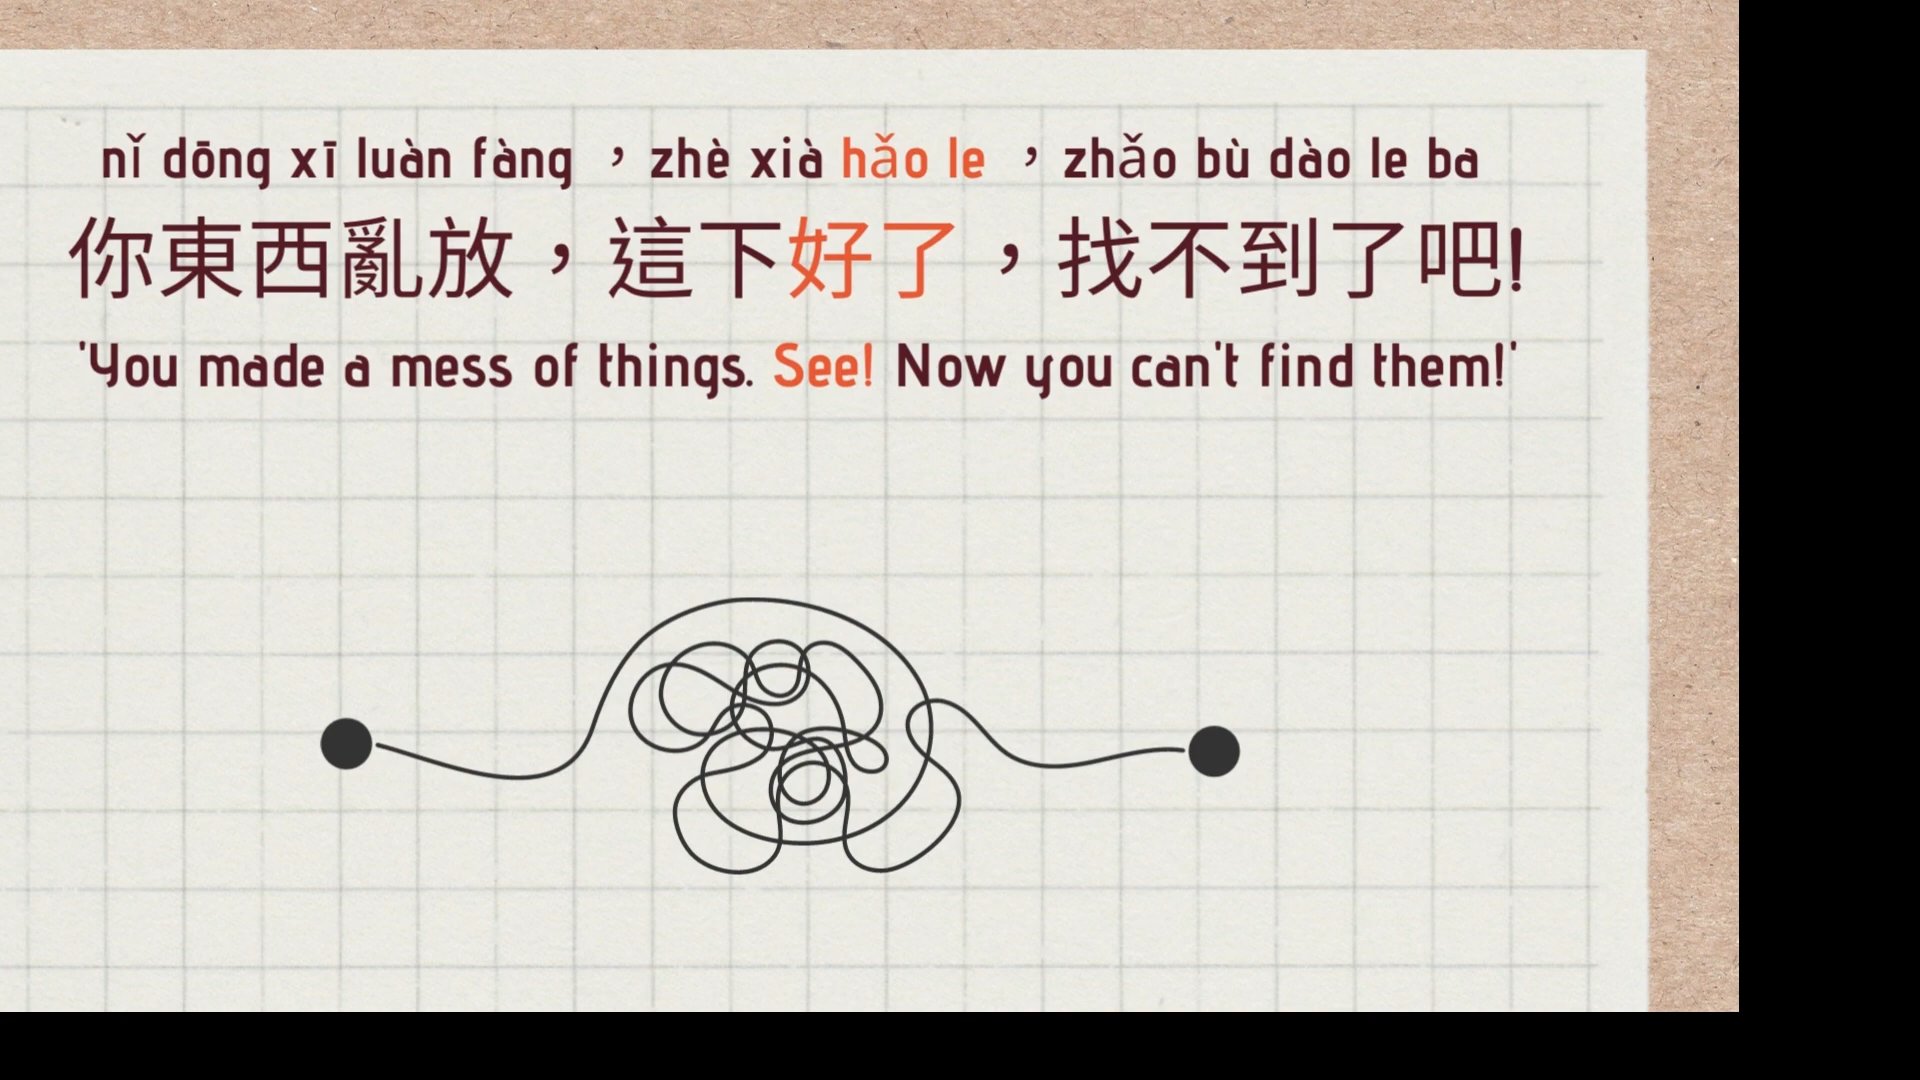 nǐ dōng xī luàn fàng ，zhè xià hǎo le ，zhǎo bù dào le ba
你東西亂放，這下好了，找不到了吧!
'You made a mess of things. See! Now you can't find them!'